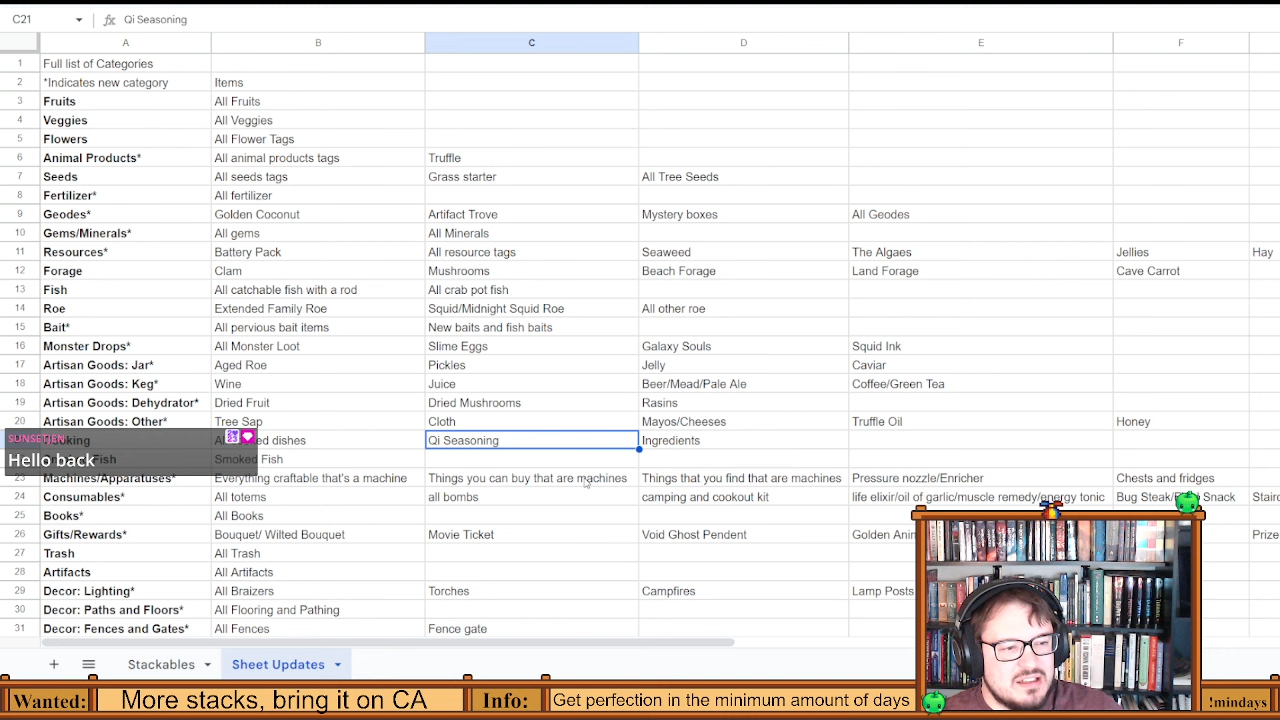 C21 fx Qi Seasoning
A B C D E F
1 Full list of Categories
2 *Indicates new category Items
3 Fruits All Fruits
4 Veggies All Veggies
5 Flowers All Flower Tags
6 Animal Products* All animal products tags Truffle
7 Seeds All seeds tags Grass starter All Tree Seeds
8 Fertilizer* All fertilizer
9 Geodes* Golden Coconut Artifact Trove Mystery boxes All Geodes
10 Gems/Minerals* All gems All Minerals
11 Resources* Battery Pack All resource tags Seaweed The Algaes Jellies Hay
12 Forage Clam Mushrooms Beach Forage Land Forage Cave Carrot
13 Fish All catchable fish with a rod All crab pot fish
14 Roe Extended Family Roe Squid/Midnight Squid Roe All other roe
15 Bait* All pervious bait items New baits and fish baits
16 Monster Drops* All Monster Loot Slime Eggs Galaxy Souls Squid Ink
17 Artisan Goods: Jar* Aged Roe Pickles Jelly Caviar
18 Artisan Goods: Keg* Wine Juice Beer/Mead/Pale Ale Coffee/Green Tea
19 Artisan Goods: Dehydrator* Dried Fruit Dried Mushrooms Rasins
20 Artisan Goods: Other* Tree Sap Cloth Mayos/Cheeses Truffle Oil Honey
SUNSETJEN
dishes Qi Seasoning Ingredients
Hello back
Fish Smoked Fish
23 Machines/Apparatuses* Everything craftable that's a machine Things you can buy that are machines Things that you find that are machines Pressure nozzle/Enricher Chests and fridges
24 Consumables* All totems all bombs camping and cookout kit life elixir/oil of garlic/muscle remedy/energy tonic Bug Steak/ Snack
25 Books* All Books
26 Gifts/Rewards* Bouquet/ Wilted Bouquet Movie Ticket Void Ghost Pendent Golden
27 Trash All Trash
28 Artifacts All Artifacts
29 Decor: Lighting* All Braizers Torches Campfires Lamp Posts
30 Decor: Paths and Floors* All Flooring and Pathing
31 Decor: Fences and Gates* All Fences Fence gate
Stackables Sheet Updates
Wanted: More stacks, bring it on CA Info: Get perfection in the minimum amount of days !mindays